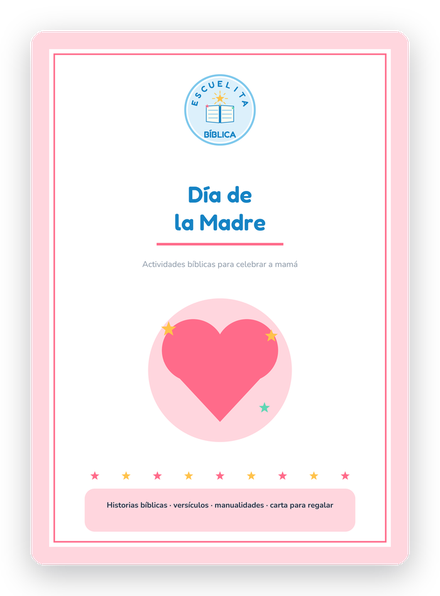 ESCUELITA
BÍBLICA
Día de
la Madre
Actividades bíblicas para celebrar a mamá
Historias bíblicas · versículos · manualidades · carta para regalar